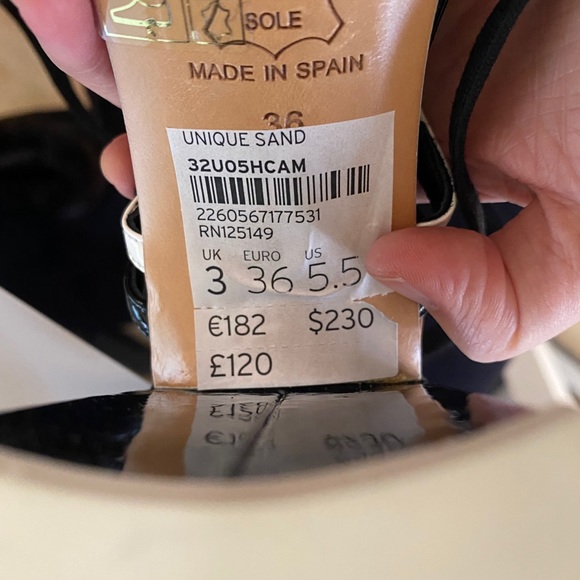 SOLE
MADE IN SPAIN
36
UNIQUE SAND
32U05HCAM
2260567177531
RN125149
UK EURO US
3 36 5.5
€182 $230
£120